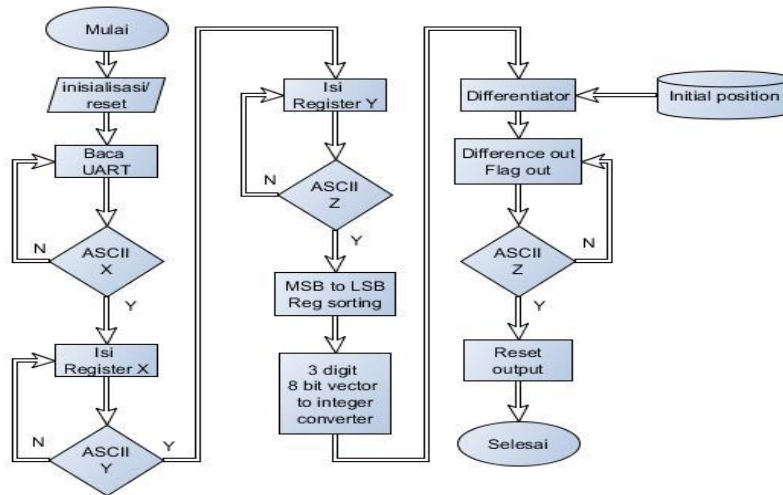 Mulai
inisialisasi/
reset
Baca
UART
N
ASCII
X
Y
Isi
Register X
N
ASCII
Y
Y
Isi
Register Y
N
ASCII
Z
Y
MSB to LSB
Reg sorting
3 digit
8 bit vector
to integer
converter
Differentiator
Initial position
Difference out
Flag out
N
ASCII
Z
Y
Reset
output
Selesai